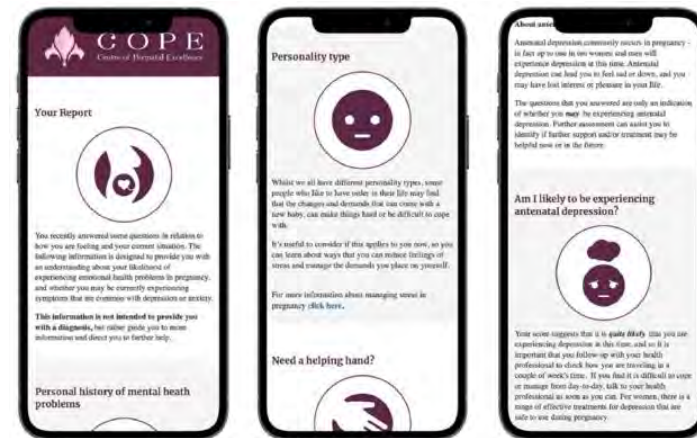 COPE
Centre of Perinatal Excellence
Your Report
You recently answered some questions in relation to
how you are feeling and your current situation. The
following information is designed to provide you with
an understanding about your likelihood of
experiencing emotional health problems in pregnancy,
and whether you may be currently experiencing
symptoms that are common with depression or anxiety.
This information is not intended to provide you
with a diagnosis, but rather guide you to more
information and direct you to further help.
Personal history of mental heath
problems
Personality type
Whilst we all have different personality types, some
people who like to have order in their life may find
that the changes and demands that can come with a
new baby, can make things hard or be difficult to cope
with.
It's useful to consider if this applies to you now, so you
can learn about ways that you can reduce feelings of
stress and manage the demands you place on yourself.
For more information about managing stress in
pregnancy click here.
Need a helping hand?
About
Antenatal depression commonly occurs in pregnancy -
in fact up to one in ten women and men will
experience depression at this time. Antenatal
depression can lead you to feel sad or down, and you
may have lost interest or pleasure in your life.
The questions that you answered are only an indication
of whether you may be experiencing antenatal
depression. Further assessment can assist you to
identify if further support and/or treatment may be
helpful now or in the future.
Am I likely to be experiencing
antenatal depression?
Your score suggests that it is quite likely that you are
experiencing depression at this time, and so it is
important that you follow-up with your health
professional to check how you are traveling in a
couple of week's time. If you find it is difficult to cope
or manage from day-to-day, talk to your health
professional as soon as you can. For women, there is a
range of effective treatments for depression that are
safe to use during pregnancy.